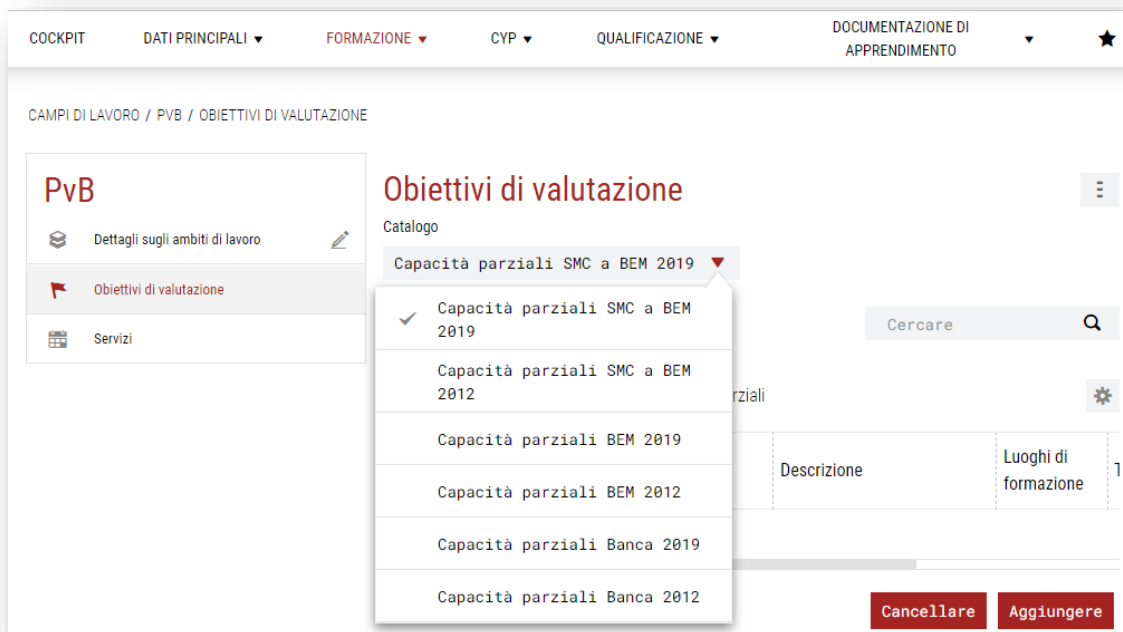 COCKPIT
DATI PRINCIPALI
FORMAZIONE
CYP
QUALIFICAZIONE
DOCUMENTAZIONE DI
APPRENDIMENTO
CAMPI DI LAVORO / PVB / OBIETTIVI DI VALUTAZIONE
PvB
Dettagli sugli ambiti di lavoro
Obiettivi di valutazione
Servizi
Obiettivi di valutazione
Catalogo
Capacità parziali SMC a BEM 2019
Capacità parziali SMC a BEM
2019
Capacità parziali SMC a BEM
2012
Capacità parziali BEM 2019
Capacità parziali BEM 2012
Capacità parziali Banca 2019
Capacità parziali Banca 2012
Cercare
rziali
Descrizione
Luoghi di
formazione
Cancellare
Aggiungere